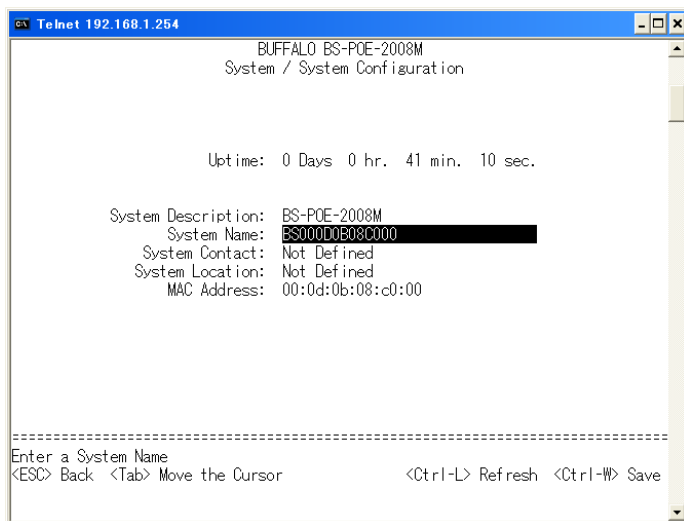 Telnet 192.168.1.254
BUFFALO BS-POE-2008M
System / System Configuration
Uptime: 0 Days 0 hr. 41 min. 10 sec.
System Description: BS-POE-2008M
System Name: BS000D0B08C000
System Contact: Not Defined
System Location: Not Defined
MAC Address: 00:0d:0b:08:c0:00
Enter a System Name
<ESC> Back <Tab> Move the Cursor <Ctrl-L> Refresh <Ctrl-W> Save